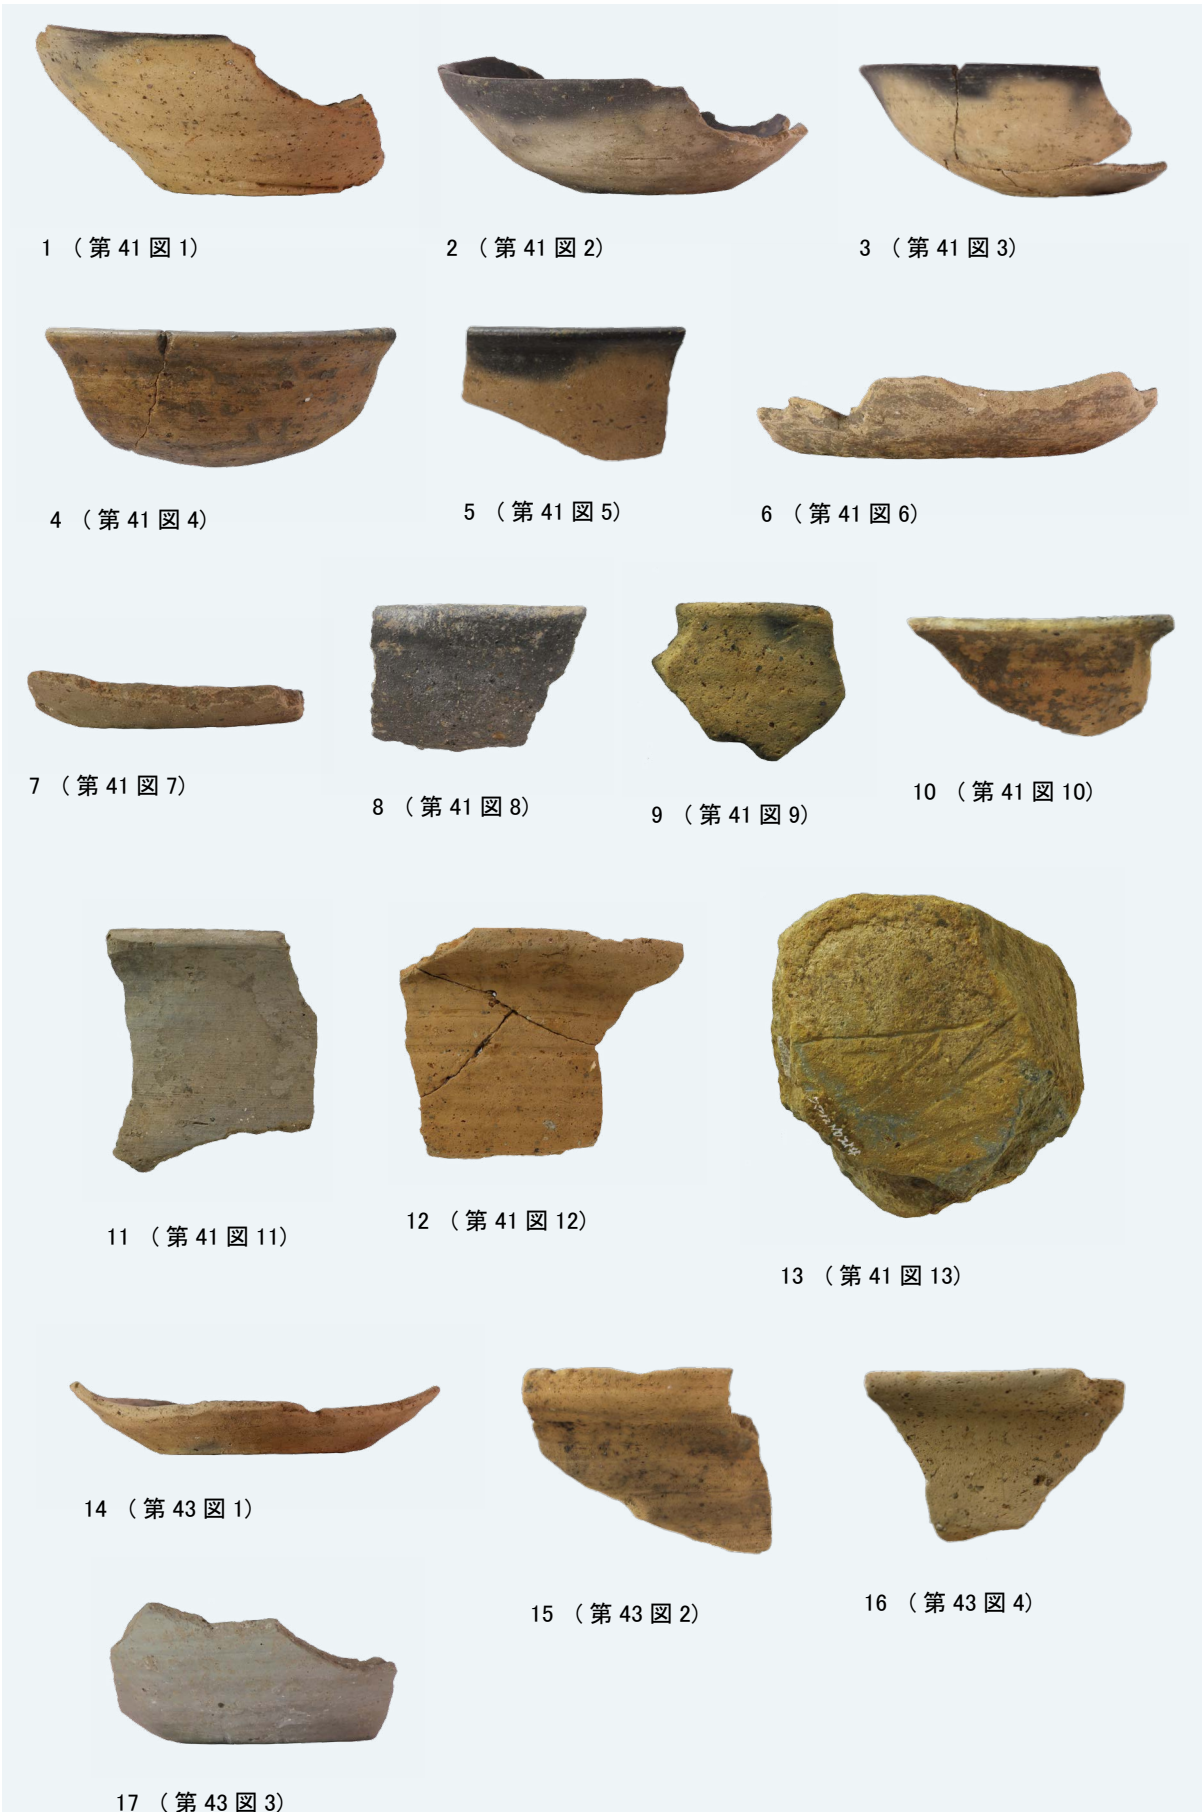 1 （第 41 図 1）
2 （第 41 図 2）
3 （第 41 図 3）
4 （第 41 図 4）
5 （第 41 図 5）
6 （第 41 図 6）
7 （第 41 図 7）
8 （第 41 図 8）
9 （第 41 図 9）
10 （第 41 図 10）
11 （第 41 図 11）
12 （第 41 図 12）
13 （第 41 図 13）
14 （第 43 図 1）
15 （第 43 図 2）
16 （第 43 図 4）
17 （第 43 図 3）